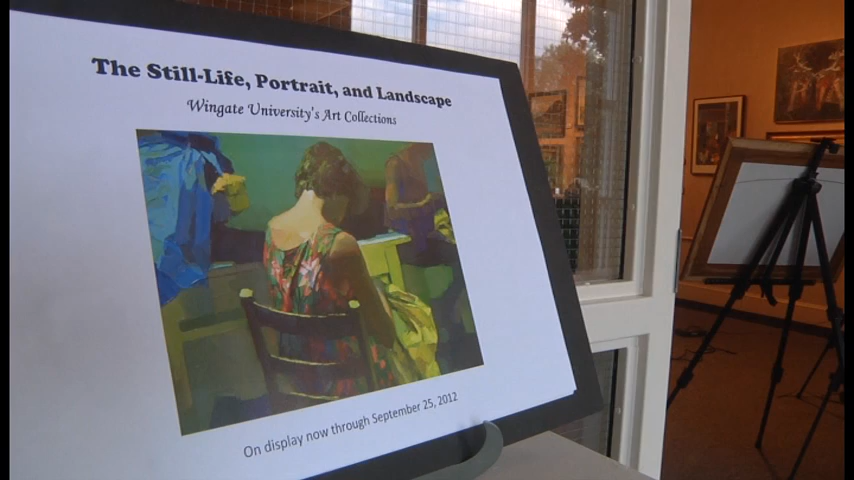 The Still-Life, Portrait, and Landscape
Wingate University's Art Collections
On display now through September 25, 2012